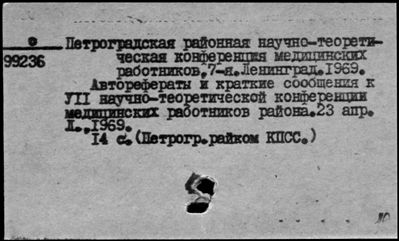 Петроградская районная научно-теорети-
ческая конференция медицинских
99236 работников,7-я.Ленинград.1969.
Авторефераты и краткие сообщения к
УII научно-теоретической конференции
медицинских работников района.23 апр.
Л.,1969.
14 с.(Петрогр.райком КПСС.)